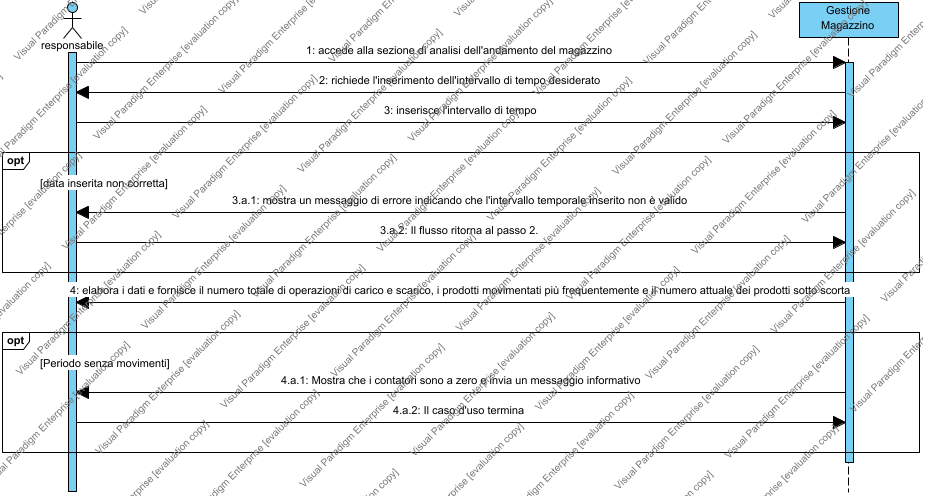 Gestione
Magazzino
responsabile
1: accede alla sezione di analisi dell'andamento del magazzino
2: richiede l'inserimento dell'intervallo di tempo desiderato
3: inserisce l'intervallo di tempo
opt
[data inserita non corretta]
3.a.1: mostra un messaggio di errore indicando che l'intervallo temporale inserito non è valido
3.a.2: Il flusso ritorna al passo 2.
4: elabora i dati e fornisce il numero totale di operazioni di carico e scarico, i prodotti movimentati più frequentemente e il numero attuale dei prodotti sotto scorta
opt
[Periodo senza movimenti]
4.a.1: Mostra che i contatori sono a zero e invia un messaggio informativo
4.a.2: Il caso d'uso termina
Visual Paradigm Enterprise [evaluation copy]